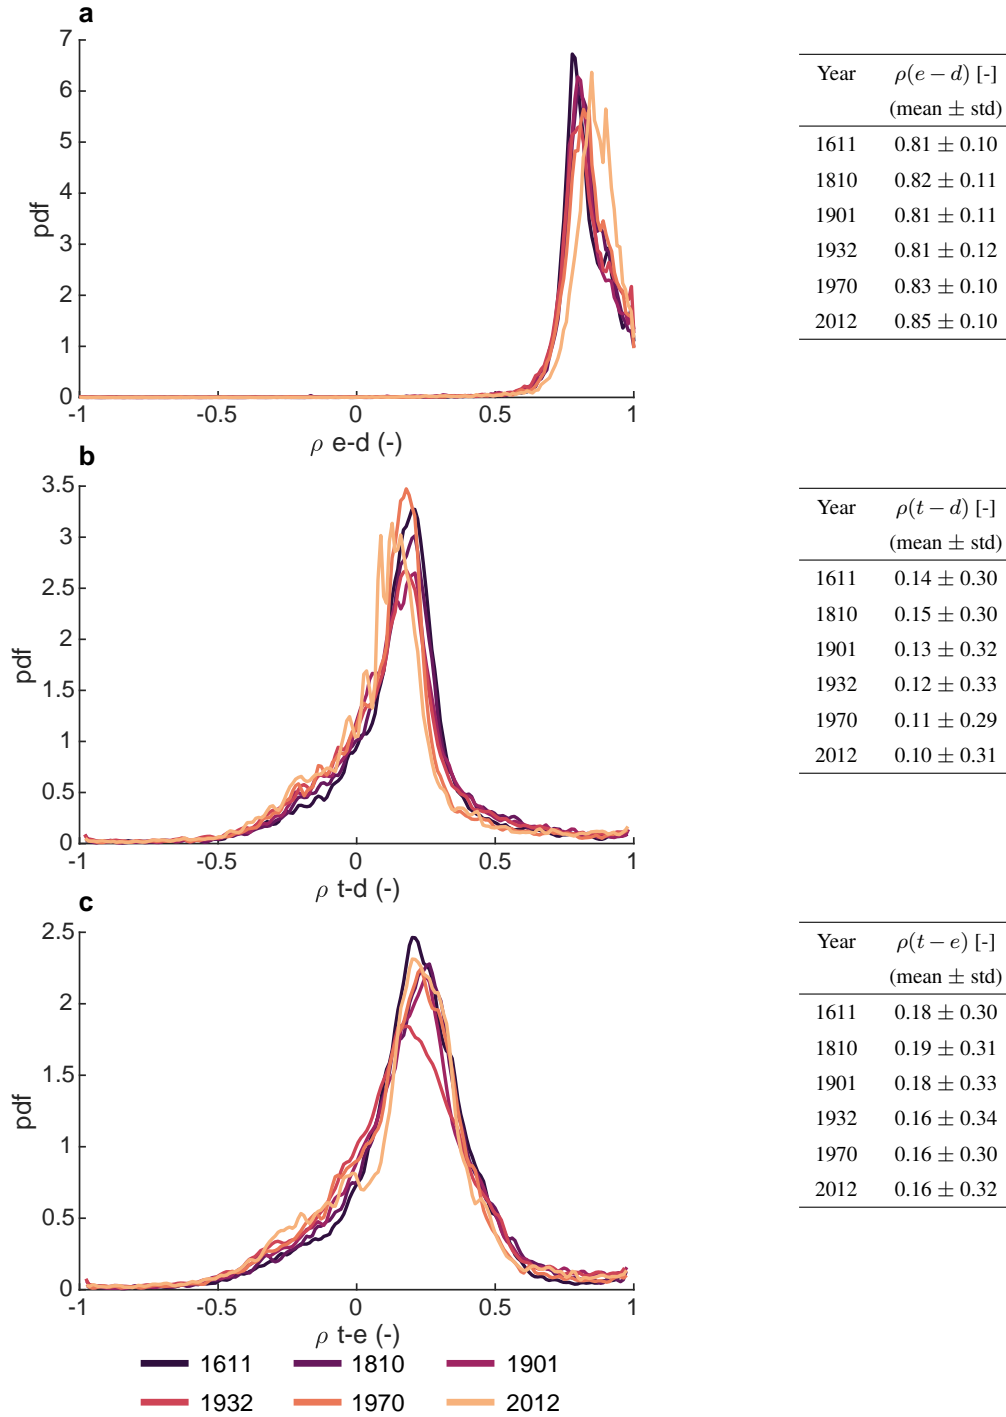 a
7
6
5
4
3
2
1
0
pdf
-1 -0.5 0 0.5 1
ρ e-d (-)
Year ρ(e − d) [-]
(mean ± std)
1611 0.81 ± 0.10
1810 0.82 ± 0.11
1901 0.81 ± 0.11
1932 0.81 ± 0.12
1970 0.83 ± 0.10
2012 0.85 ± 0.10
b
3.5
3
2.5
2
1.5
1
0.5
0
pdf
-1 -0.5 0 0.5 1
ρ t-d (-)
Year ρ(t − d) [-]
(mean ± std)
1611 0.14 ± 0.30
1810 0.15 ± 0.30
1901 0.13 ± 0.32
1932 0.12 ± 0.33
1970 0.11 ± 0.29
2012 0.10 ± 0.31
c
2.5
2
1.5
1
0.5
0
pdf
-1 -0.5 0 0.5 1
ρ t-e (-)
Year ρ(t − e) [-]
(mean ± std)
1611 0.18 ± 0.30
1810 0.19 ± 0.31
1901 0.18 ± 0.33
1932 0.16 ± 0.34
1970 0.16 ± 0.30
2012 0.16 ± 0.32
1611 1810 1901
1932 1970 2012